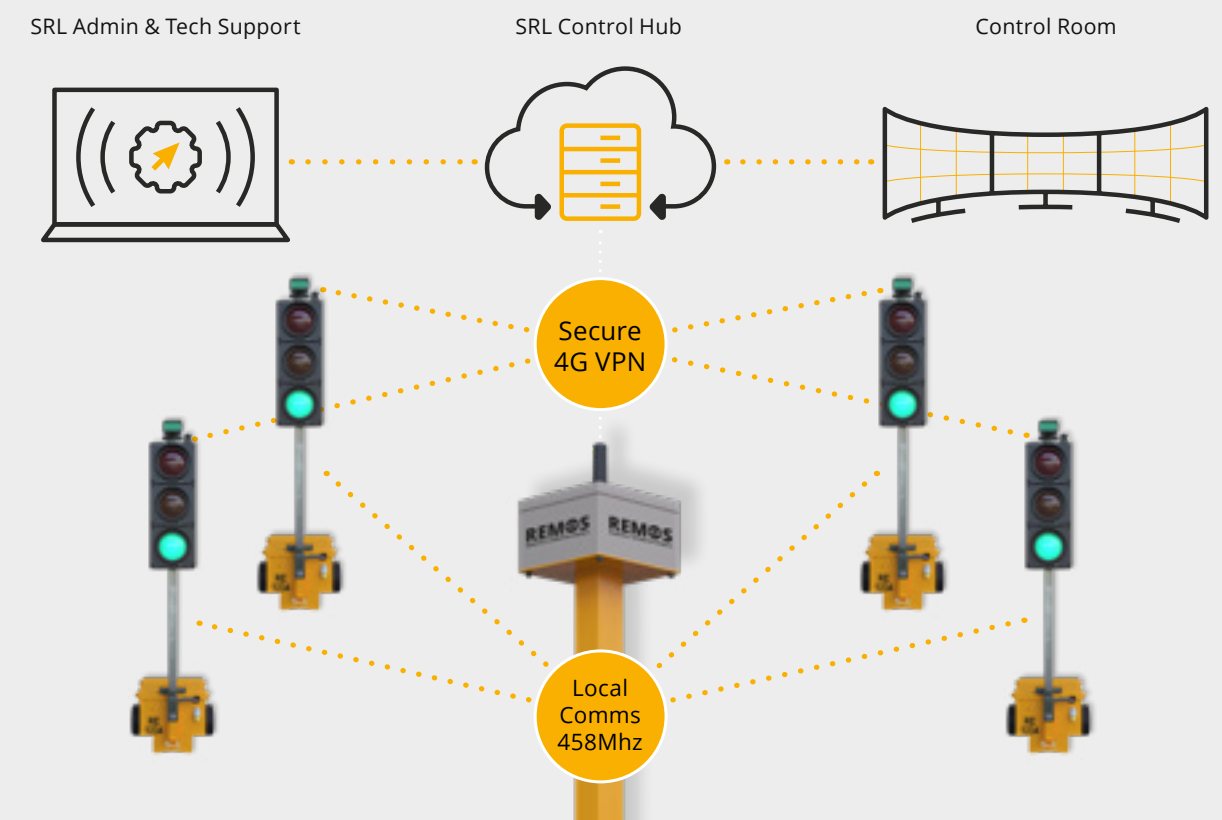 SRL Admin & Tech Support
SRL Control Hub
Control Room
Secure
4G VPN
REMOS REMOS
Local
Comms
458Mhz